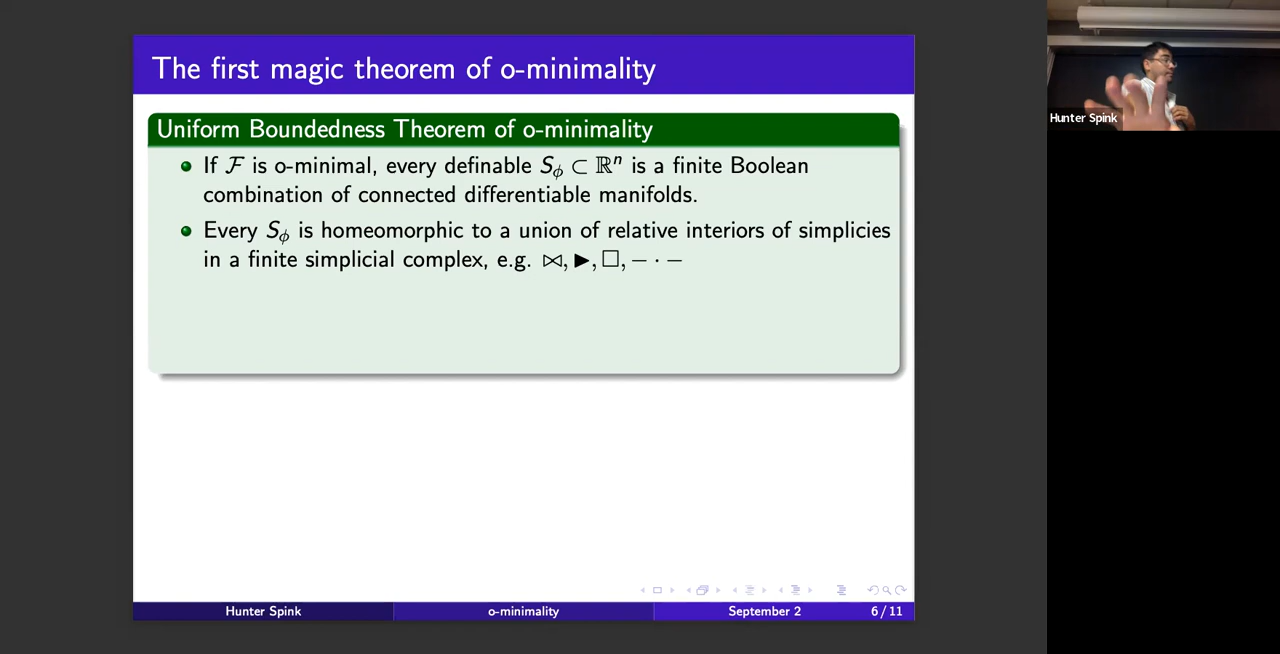 The first magic theorem of o-minimality
Uniform Boundedness Theorem of o-minimality
If ℱ is o-minimal, every definable S_ϕ ⊂ ℝⁿ is a finite Boolean
combination of connected differentiable manifolds.
Every S_ϕ is homeomorphic to a union of relative interiors of simplicies
in a finite simplicial complex, e.g. ⋈, ▶, □, − · −
Hunter Spink
o-minimality
September 2
6 / 11
Hunter Spink